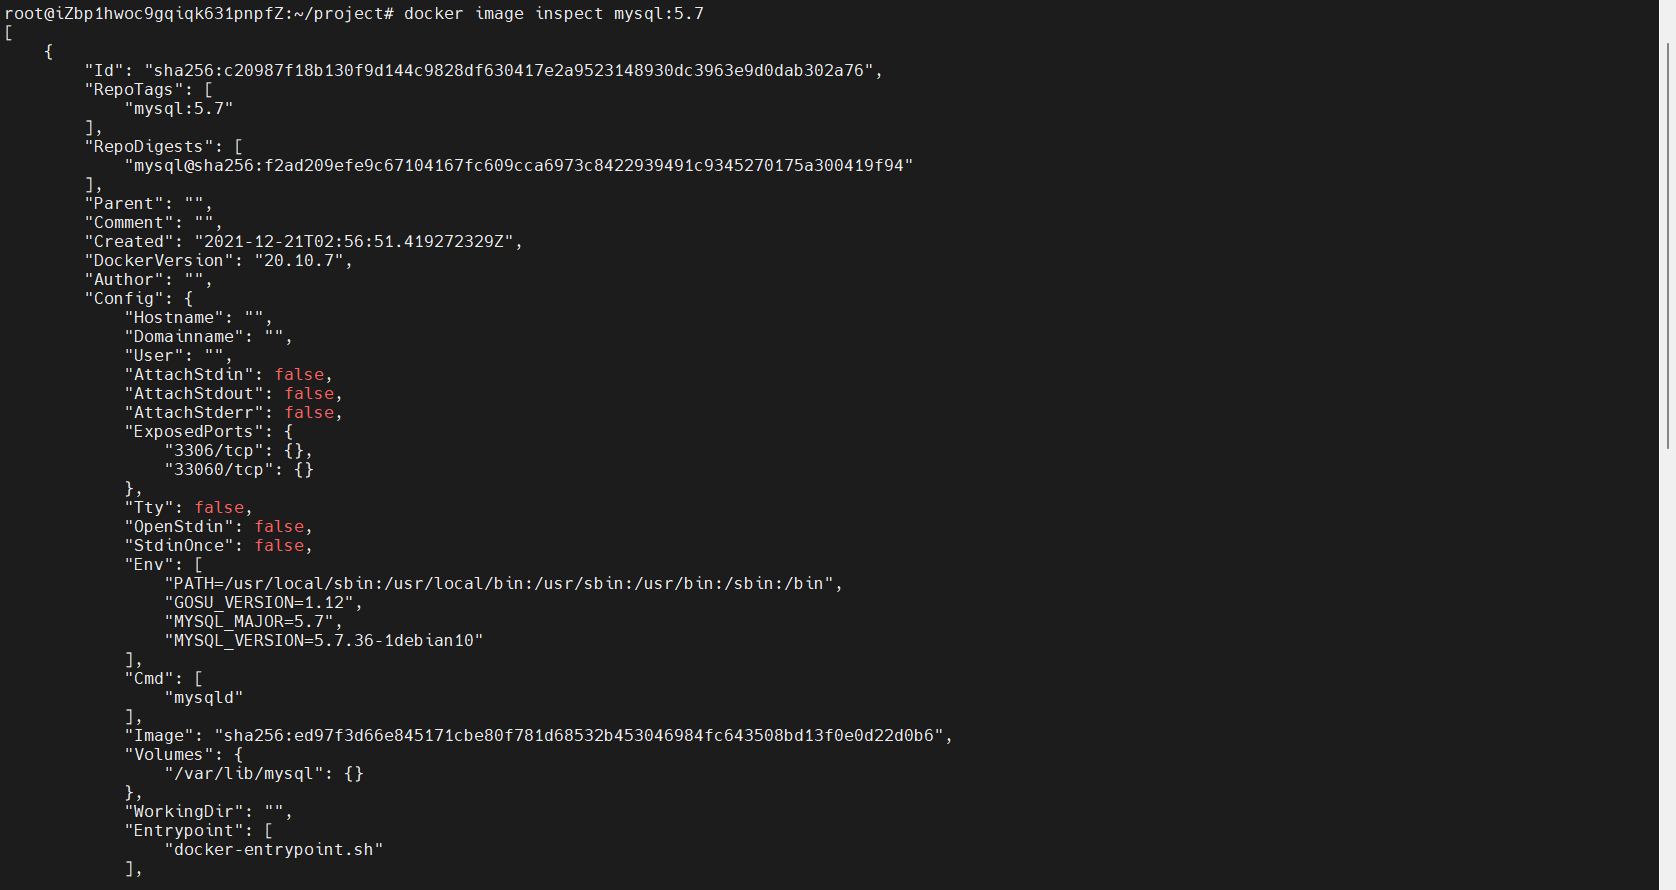 root@iZbp1hwoc9gqiqk631pnpfZ:~/project# docker image inspect mysql:5.7
[
    {
        "Id": "sha256:c20987f18b130f9d144c9828df630417e2a9523148930dc3963e9d0dab302a76",
        "RepoTags": [
            "mysql:5.7"
        ],
        "RepoDigests": [
            "mysql@sha256:f2ad209efe9c67104167fc609cca6973c8422939491c9345270175a300419f94"
        ],
        "Parent": "",
        "Comment": "",
        "Created": "2021-12-21T02:56:51.419272329Z",
        "DockerVersion": "20.10.7",
        "Author": "",
        "Config": {
            "Hostname": "",
            "Domainname": "",
            "User": "",
            "AttachStdin": false,
            "AttachStdout": false,
            "AttachStderr": false,
            "ExposedPorts": {
                "3306/tcp": {},
                "33060/tcp": {}
            },
            "Tty": false,
            "OpenStdin": false,
            "StdinOnce": false,
            "Env": [
                "PATH=/usr/local/sbin:/usr/local/bin:/usr/sbin:/usr/bin:/sbin:/bin",
                "GOSU_VERSION=1.12",
                "MYSQL_MAJOR=5.7",
                "MYSQL_VERSION=5.7.36-1debian10"
            ],
            "Cmd": [
                "mysqld"
            ],
            "Image": "sha256:ed97f3d66e845171cbe80f781d68532b453046984fc643508bd13f0e0d22d0b6",
            "Volumes": {
                "/var/lib/mysql": {}
            },
            "WorkingDir": "",
            "Entrypoint": [
                "docker-entrypoint.sh"
            ],